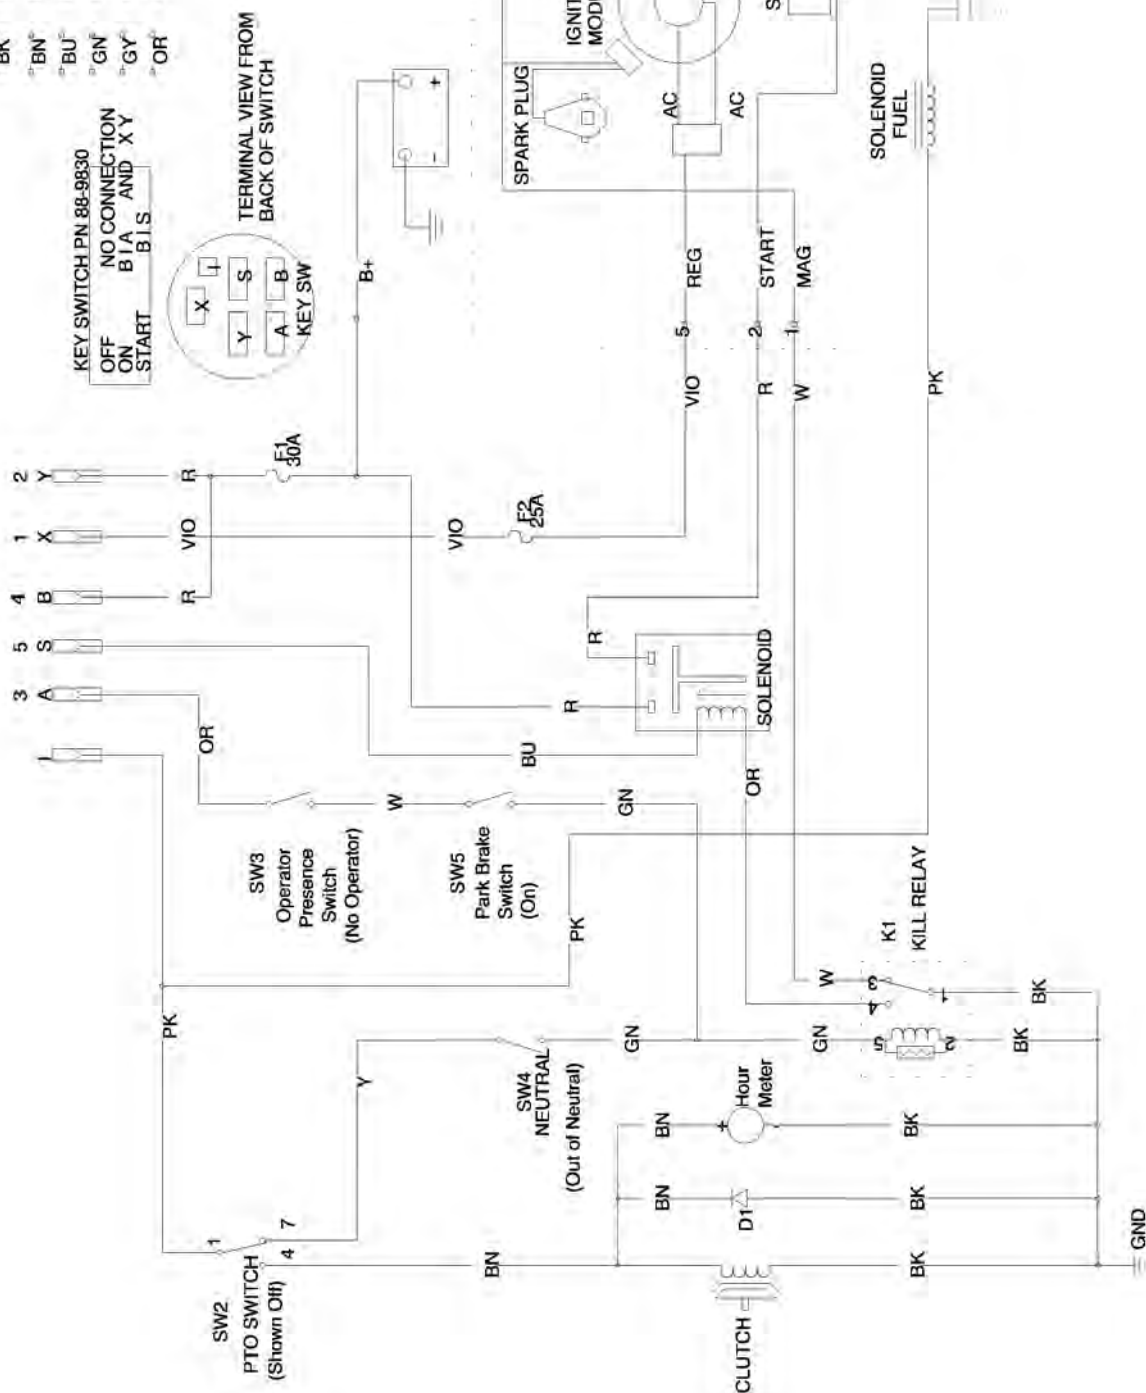 BK
BN
BU
GN
GY
OR
KEY SWITCH PN 88-9830
OFF NO CONNECTION
ON B I A AND X Y
START B I S
X
I
Y
S
A
B
KEY SW
TERMINAL VIEW FROM
BACK OF SWITCH
+
-
B+
SPARK PLUG
AC
AC
SOLENOID
FUEL
REG
START
MAG
5
2
1
VIO
R
W
PK
2
Y
1
X
4
B
5
S
3
A
I
R
VIO
R
F1
30A
VIO
F2
25A
R
R
SOLENOID
BU
OR
OR
SW3
Operator
Presence
Switch
(No Operator)
W
SW5
Park Brake
Switch
(On)
GN
PK
PK
K1
KILL RELAY
W
3
4
1
BK
GN
5
2
BK
Y
SW4
NEUTRAL
(Out of Neutral)
GN
BN
+
-
Hour
Meter
BK
BN
D1
BK
SW2
PTO SWITCH
(Shown Off)
1
7
4
BN
CLUTCH
BK
GND